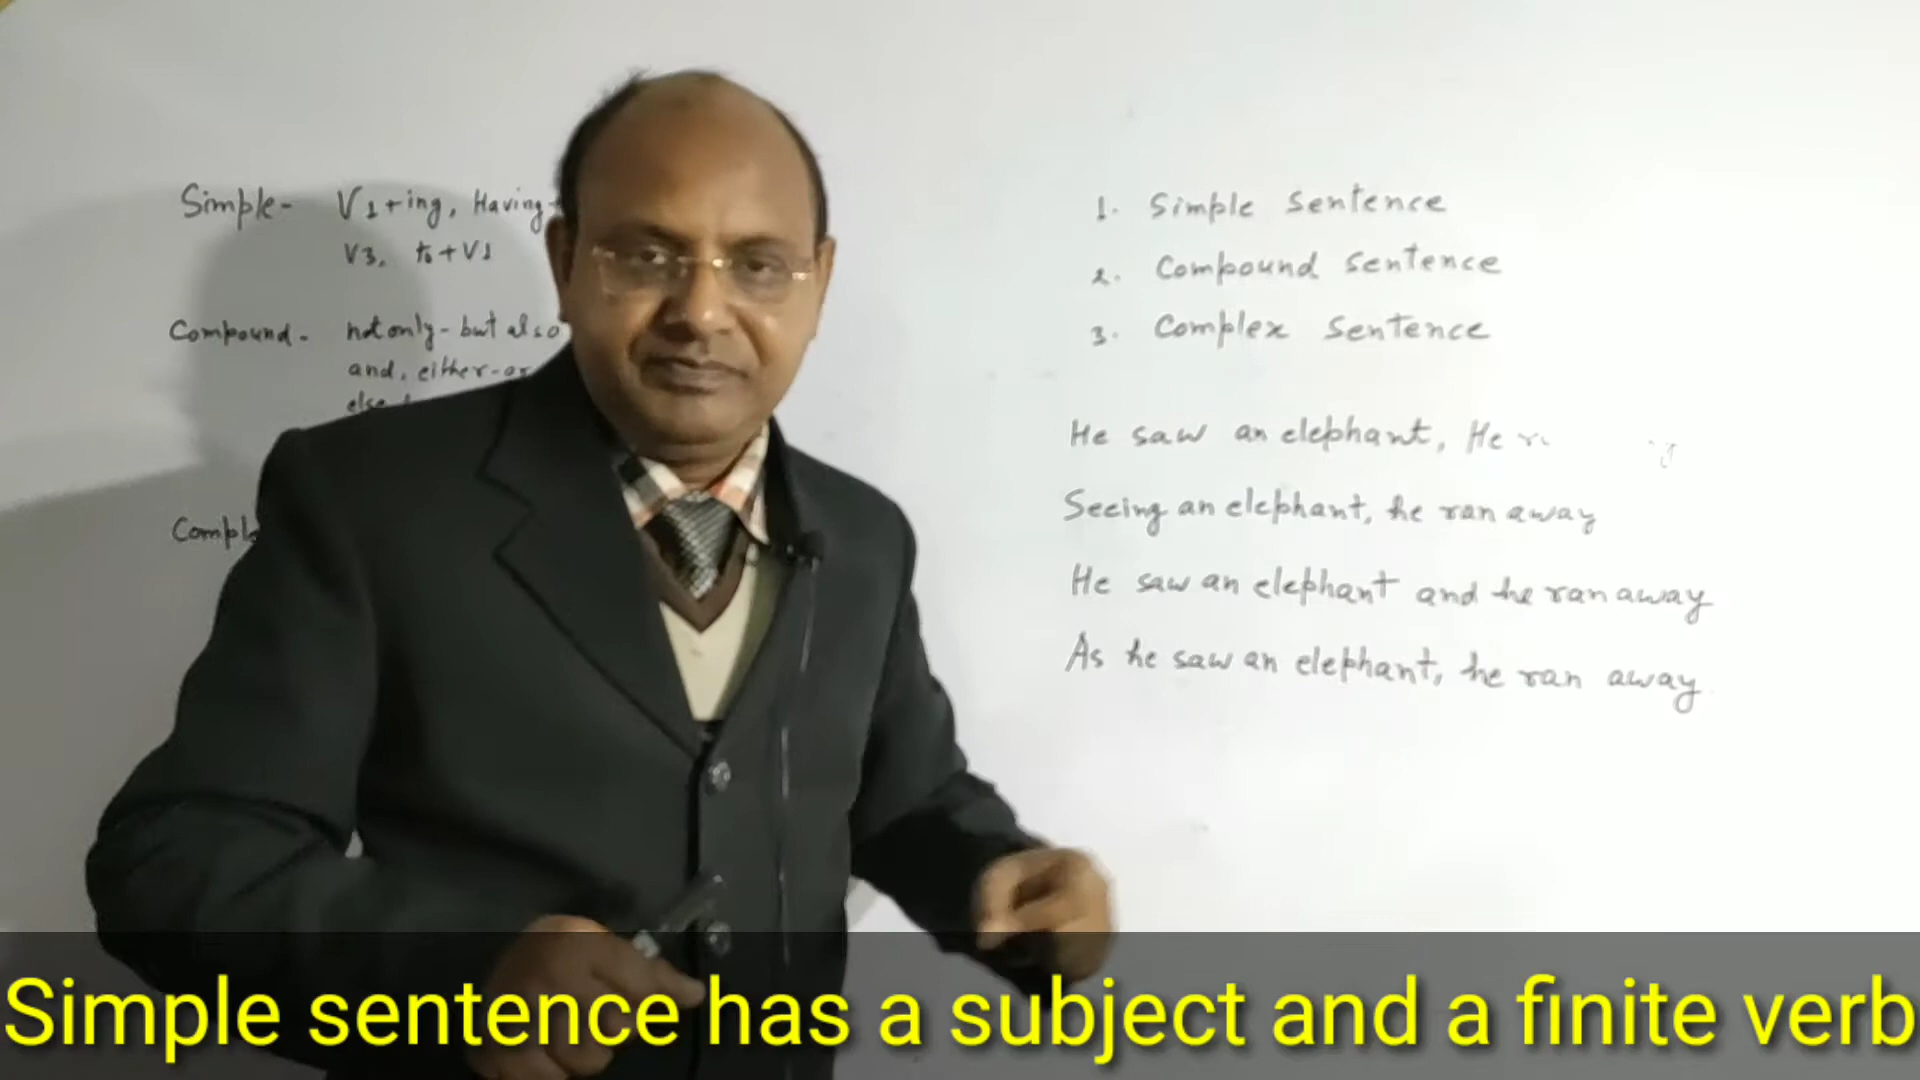 Simple- V1+ing, Having
V3, to+V1
Compound- not only-but also
and, either-or
else
1. Simple Sentence
2. Compound Sentence
3. Complex Sentence
He saw an elephant, He
Seeing an elephant, he ran away
He saw an elephant and he ran away
As he saw an elephant, he ran away
Simple sentence has a subject and a finite verb